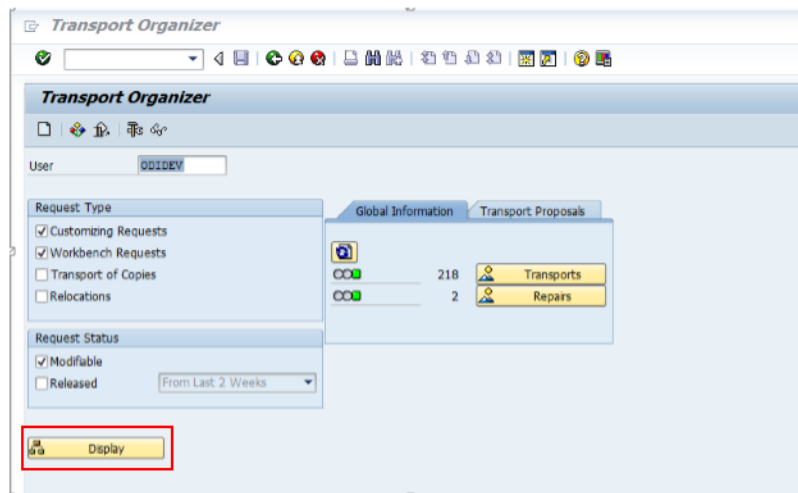 Transport Organizer
Transport Organizer
User ODIDEV
Request Type
Customizing Requests
Workbench Requests
Transport of Copies
Relocations
Request Status
Modifiable
Released From Last 2 Weeks
Display
Global Information Transport Proposals
218 Transports
2 Repairs